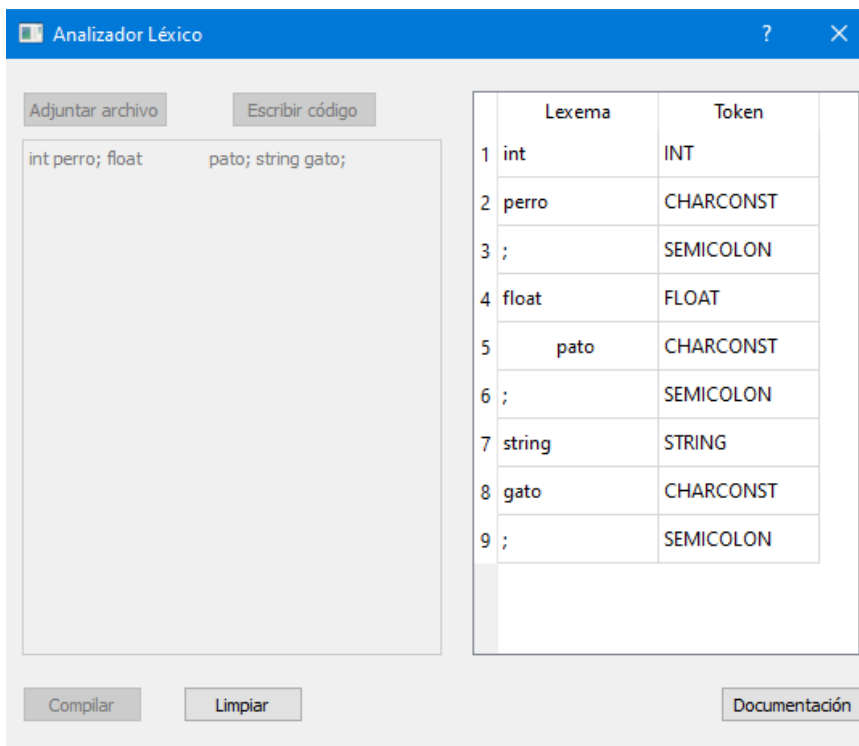 Analizador Léxico ?
Adjuntar archivo Escribir código
int perro; float pato; string gato;
Lexema Token
1 int INT
2 perro CHARCONST
3 ; SEMICOLON
4 float FLOAT
5 pato CHARCONST
6 ; SEMICOLON
7 string STRING
8 gato CHARCONST
9 ; SEMICOLON
Compilar Limpiar Documentación